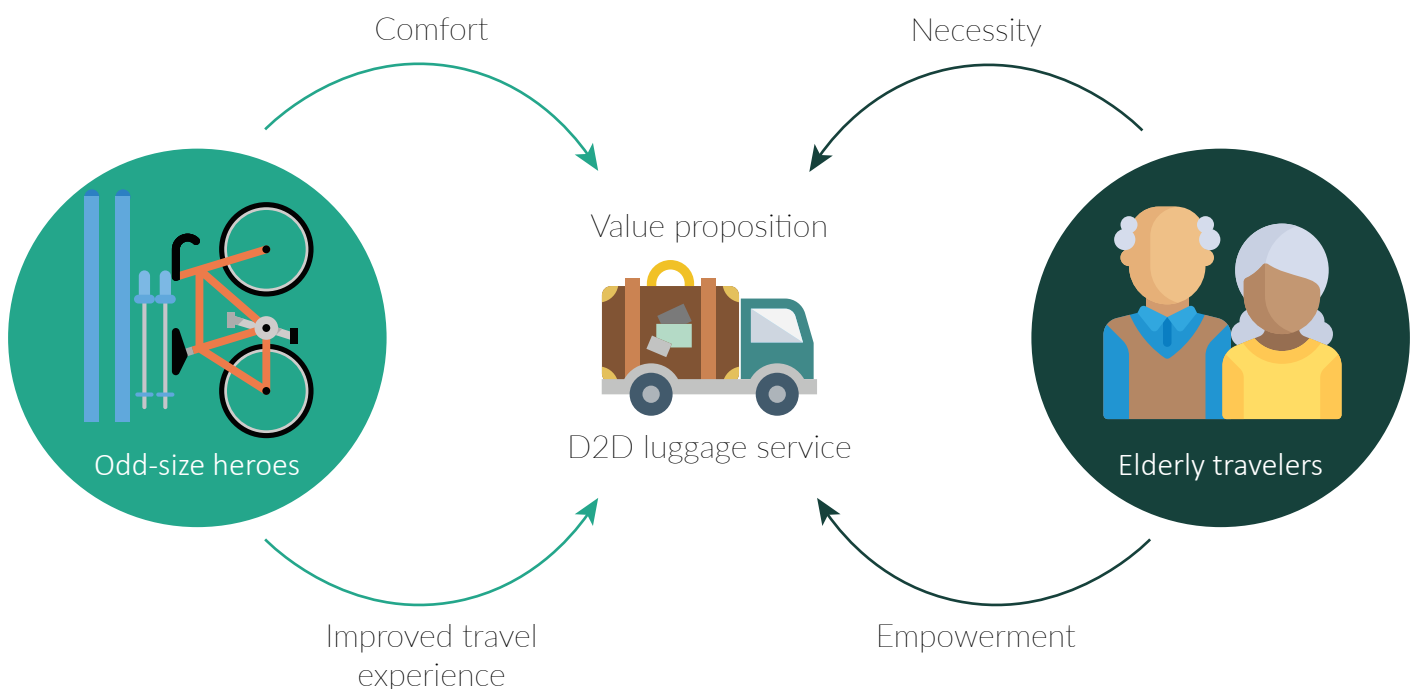 Comfort
Necessity
Value proposition
D2D luggage service
Odd-size heroes
Elderly travelers
Improved travel
experience
Empowerment